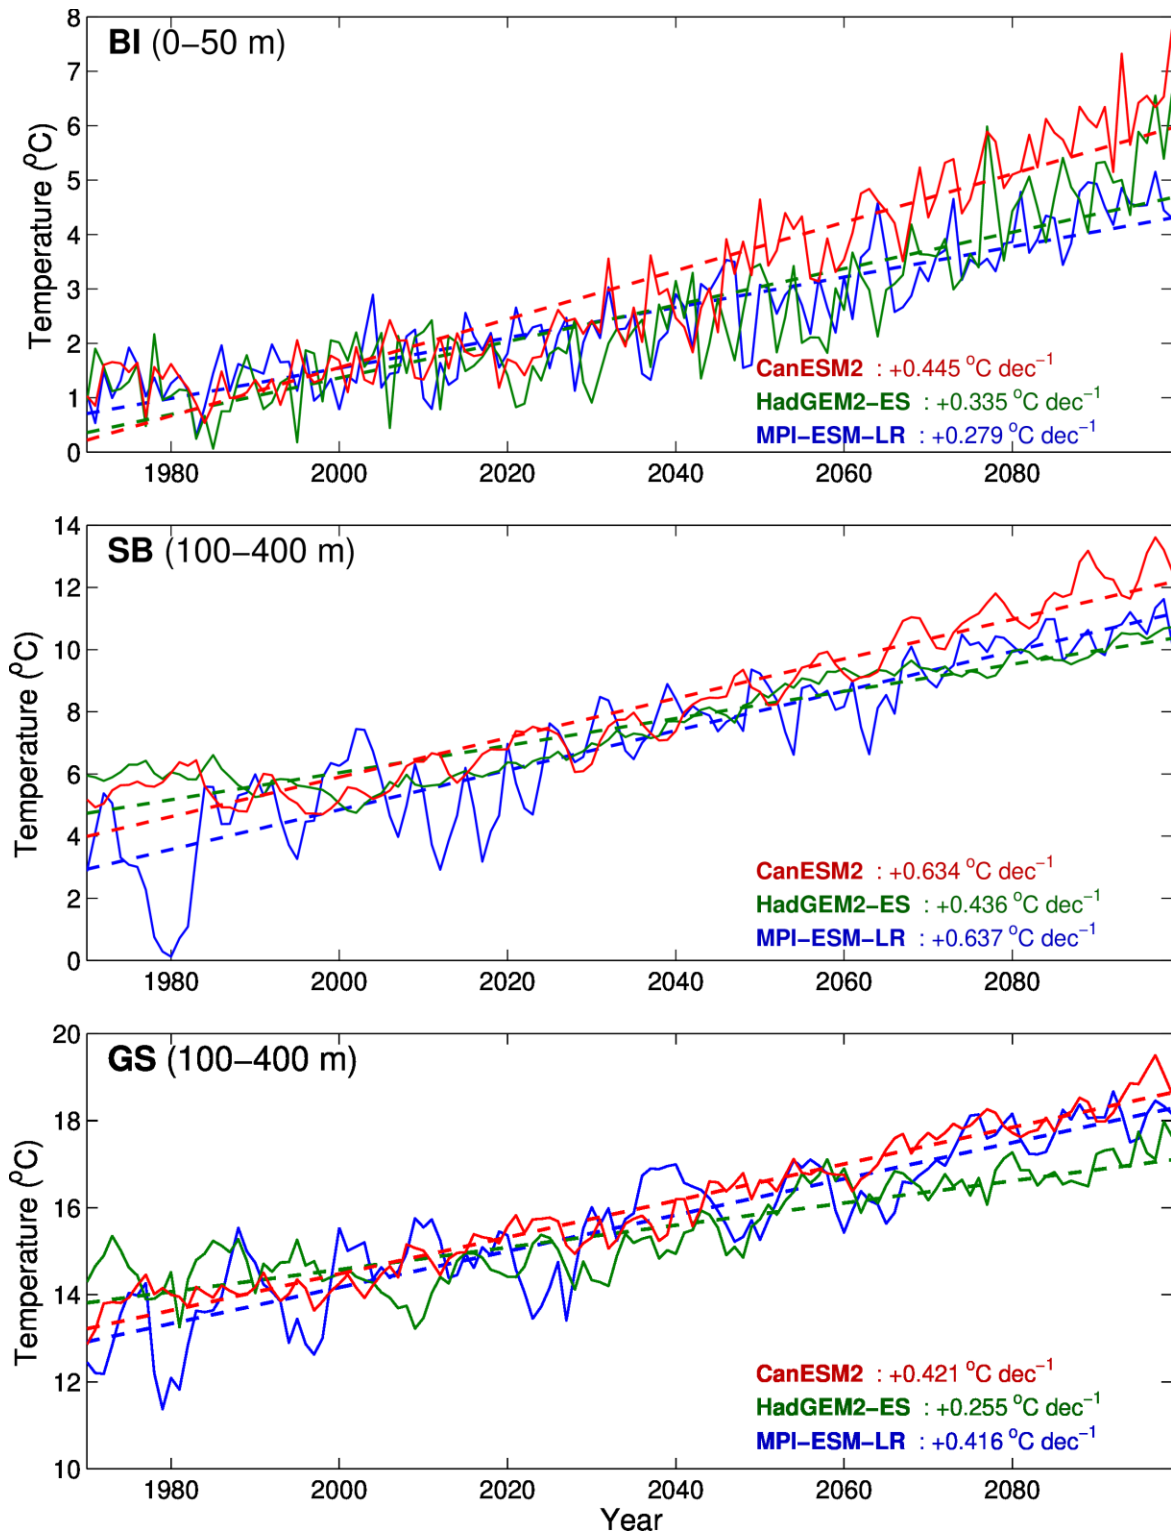 BI (0−50 m)
8
7
6
5
4
3
2
1
0
Temperature (°C)
CanESM2 : +0.445 °C dec⁻¹
HadGEM2−ES : +0.335 °C dec⁻¹
MPI−ESM−LR : +0.279 °C dec⁻¹
1980 2000 2020 2040 2060 2080
SB (100−400 m)
14
12
10
8
6
4
2
0
Temperature (°C)
CanESM2 : +0.634 °C dec⁻¹
HadGEM2−ES : +0.436 °C dec⁻¹
MPI−ESM−LR : +0.637 °C dec⁻¹
1980 2000 2020 2040 2060 2080
GS (100−400 m)
20
18
16
14
12
10
Temperature (°C)
CanESM2 : +0.421 °C dec⁻¹
HadGEM2−ES : +0.255 °C dec⁻¹
MPI−ESM−LR : +0.416 °C dec⁻¹
1980 2000 2020 2040 2060 2080
Year